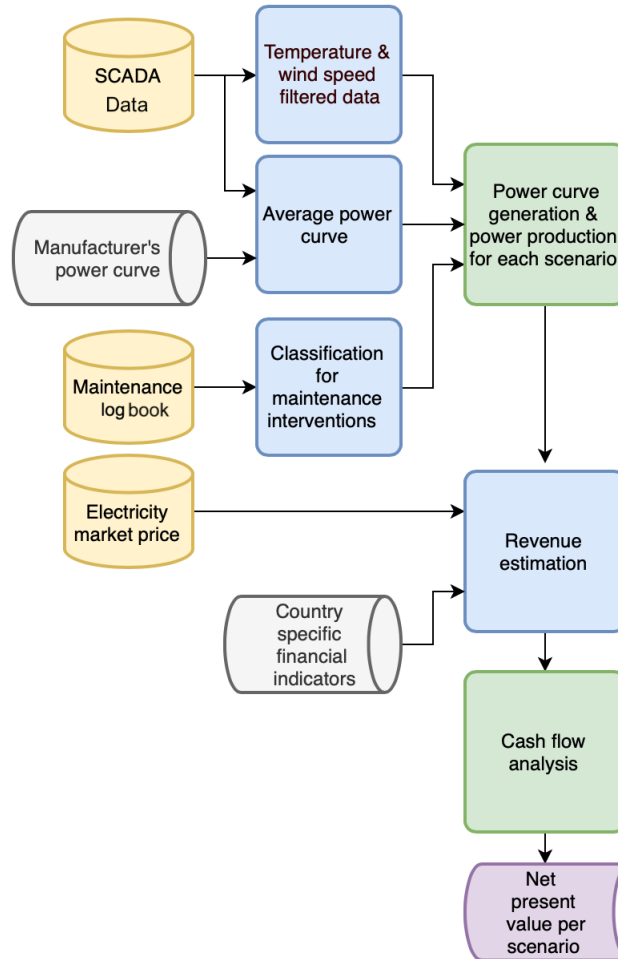 SCADA
Data
Temperature &
wind speed
filtered data
Average power
curve
Manufacturer's
power curve
Power curve
generation &
power production
for each scenario
Maintenance
log book
Classification
for
maintenance
interventions
Electricity
market price
Revenue
estimation
Country
specific
financial
indicators
Cash flow
analysis
Net
present
value per
scenario